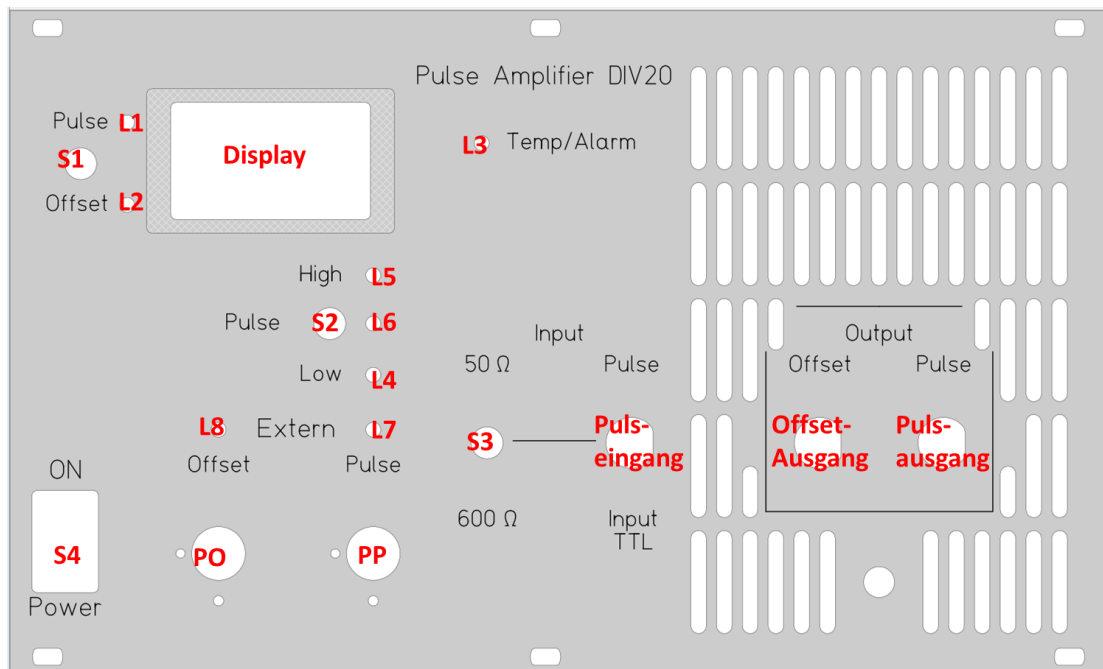 Pulse Amplifier DIV20
Pulse L1
S1
Display
L3 Temp/Alarm
Offset L2
High L5
Pulse S2 L6
Low L4
L8 Extern L7
Offset Pulse
Input
50 Ω Pulse
S3
Puls-
eingang
600 Ω Input
TTL
Output
Offset Pulse
Offset-
Ausgang
Puls-
ausgang
ON
S4
Power
PO
PP